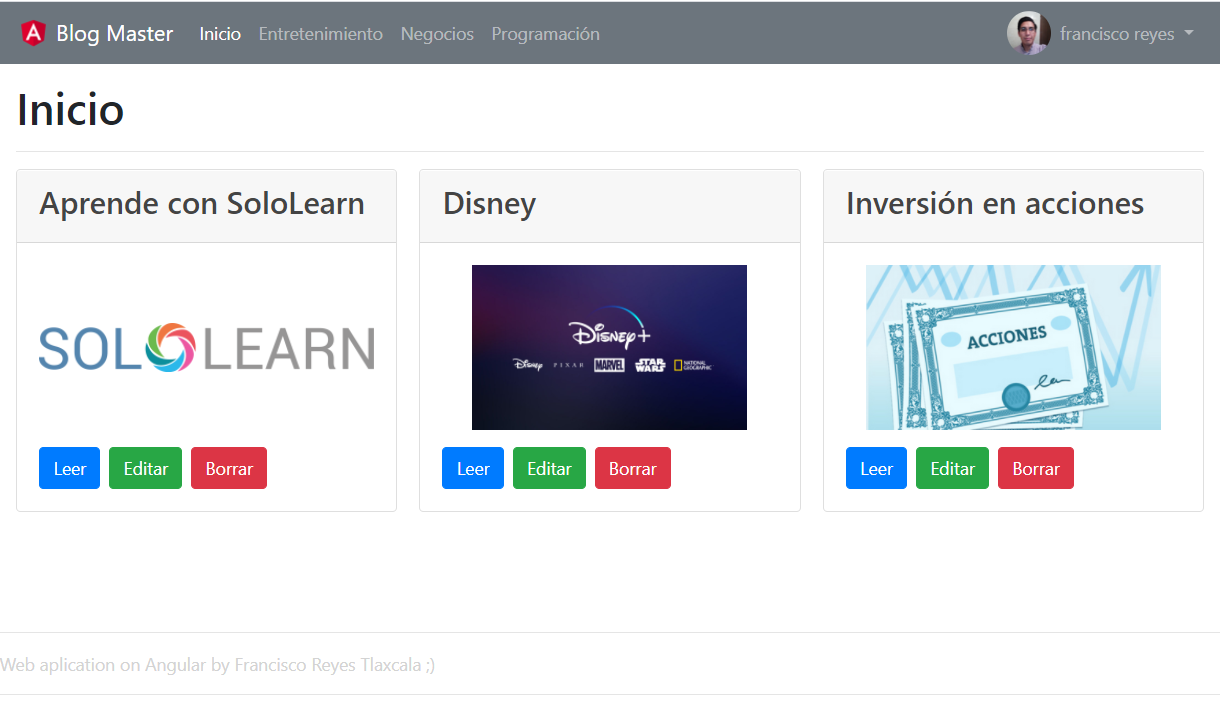 Blog Master Inicio Entretenimiento Negocios Programación francisco reyes
Inicio
Aprende con SoloLearn
Disney
Inversión en acciones
SOLOLEARN
Disney+
Disney PIXAR MARVEL STAR WARS NATIONAL GEOGRAPHIC
ACCIONES
Leer Editar Borrar
Leer Editar Borrar
Leer Editar Borrar
Web aplication on Angular by Francisco Reyes Tlaxcala ;)